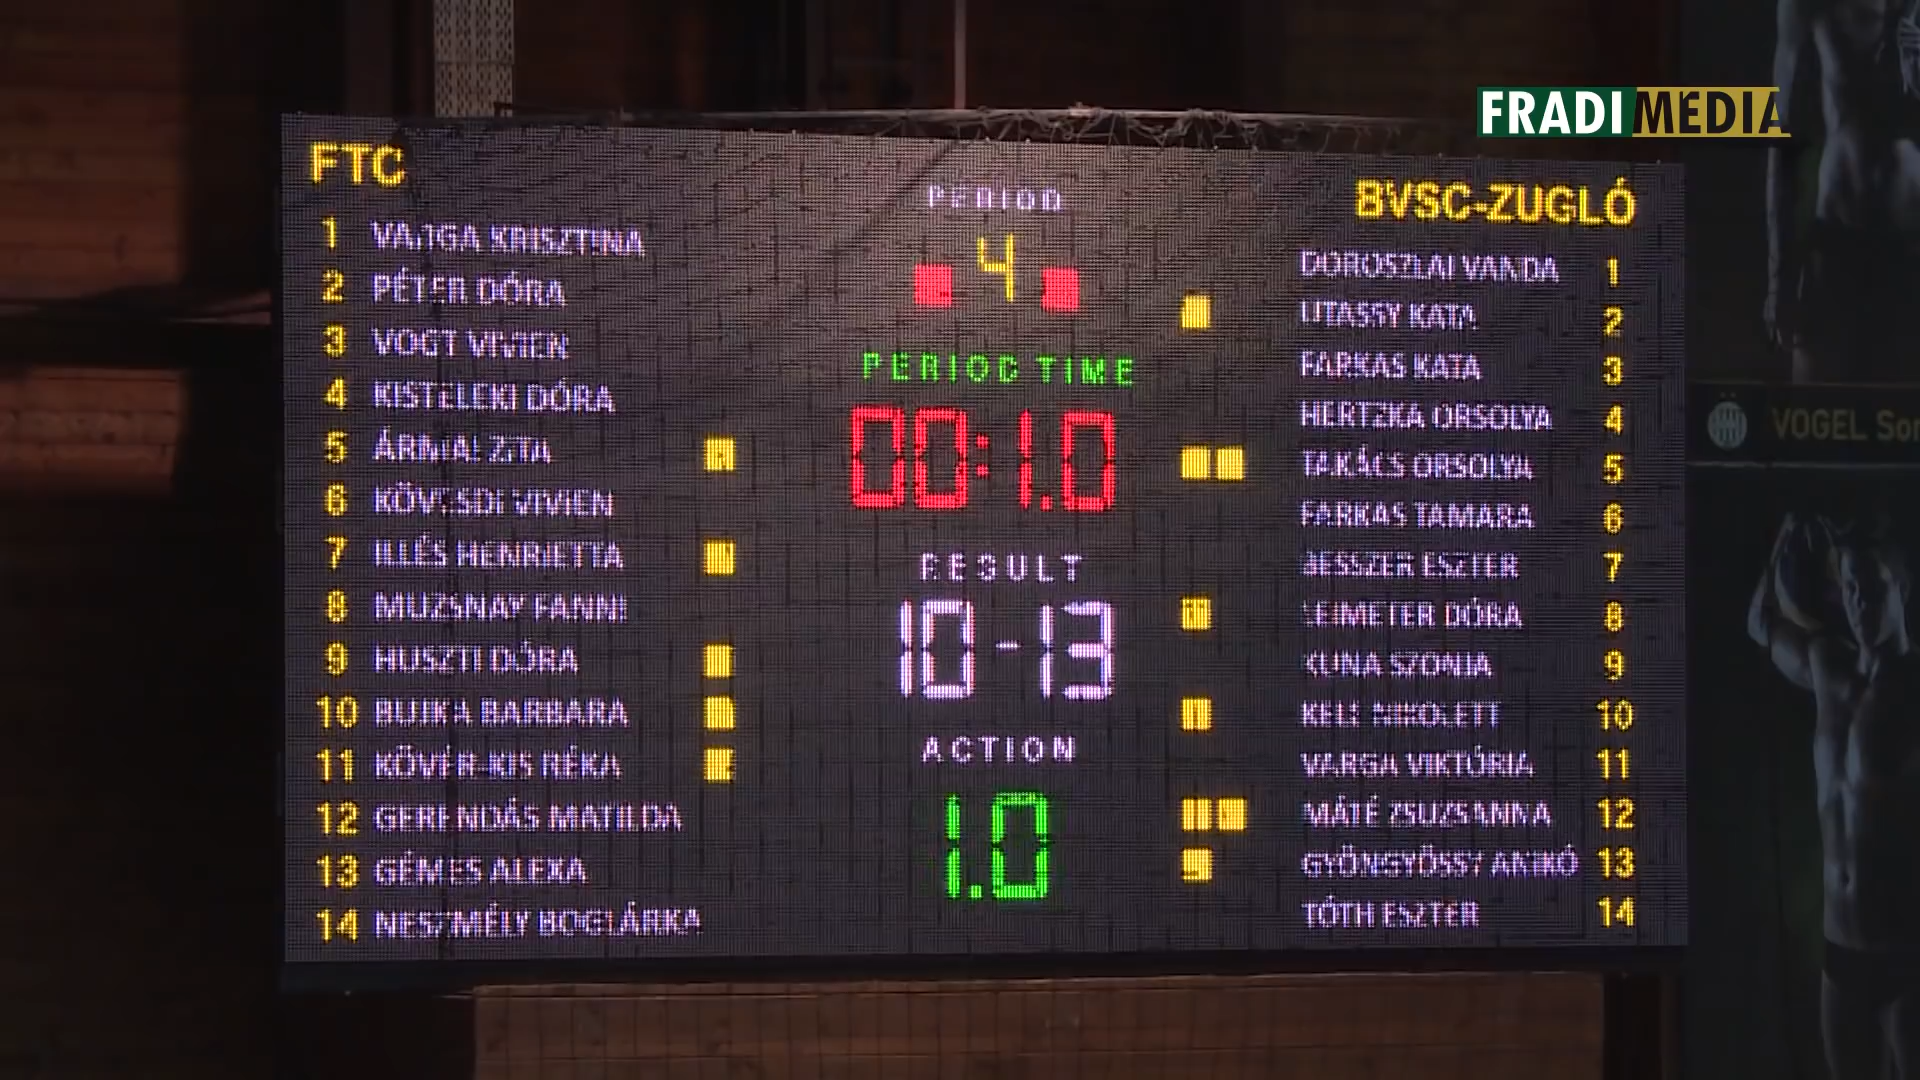 FRADIMEDIA
FTC
1 VARGA KRISZTINA
2 PÉTER DÓRA
3 VOGT VIVIEN
4 KISTELEKI DÓRA
5 ÁRMAI ZITA
6 KÖVESDI VIVIEN
7 ILLÉS HENRIETTA
8 MUZSNAY FANNI
9 HUSZTI DÓRA
10 BUJKA BARBARA
11 KÖVÉR-KIS RÉKA
12 GERENDÁS MATILDA
13 GÉMES ALEXA
14 NESZMÉLY BOGLÁRKA
PERIOD
4
PERIOD TIME
00:1.0
RESULT
10-13
ACTION
1.0
BVSC-ZUGLÓ
DOROSZLAI VANDA 1
UTASSY KATA 2
FARKAS KATA 3
HERTZKA ORSOLYA 4
TAKÁCS ORSOLYA 5
FARKAS TAMARA 6
ESZTER 7
LEIMETER DÓRA 8
KUNA SZONJA 9
NIKOLETT 10
VARGA VIKTÓRIA 11
MÁTÉ ZSUZSANNA 12
GYÖNGYÖSSY ANIKÓ 13
TÓTH ESZTER 14
VOGEL